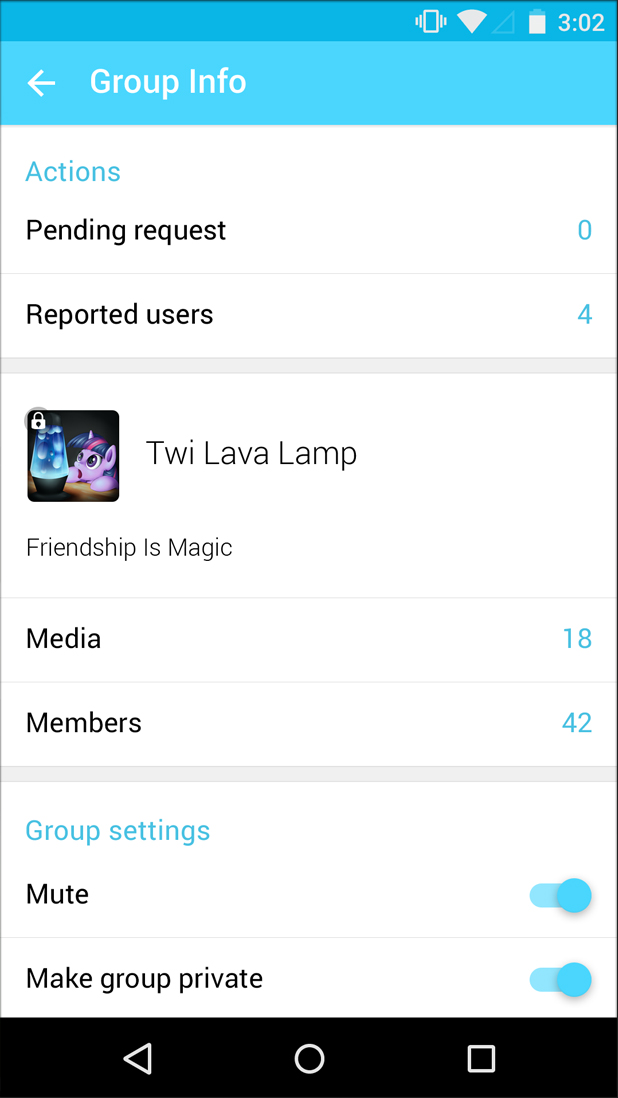 3:02
Group Info
Actions
Pending request 0
Reported users 4
Twi Lava Lamp
Friendship Is Magic
Media 18
Members 42
Group settings
Mute
Make group private